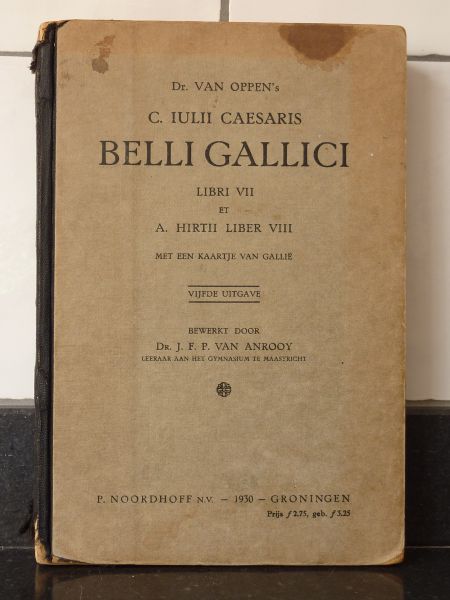 Dr. VAN OPPEN's
C. IULII CAESARIS
BELLI GALLICI
LIBRI VII
ET
A. HIRTII LIBER VIII
MET EEN KAARTJE VAN GALLIË
VIJFDE UITGAVE
BEWERKT DOOR
Dr. J. F. P. VAN ANROOY
LEERAAR AAN HET GYMNASIUM TE MAASTRICHT
P. NOORDHOFF N.V. — 1930 — GRONINGEN
Prijs ƒ 2.75, geb. ƒ 3.25